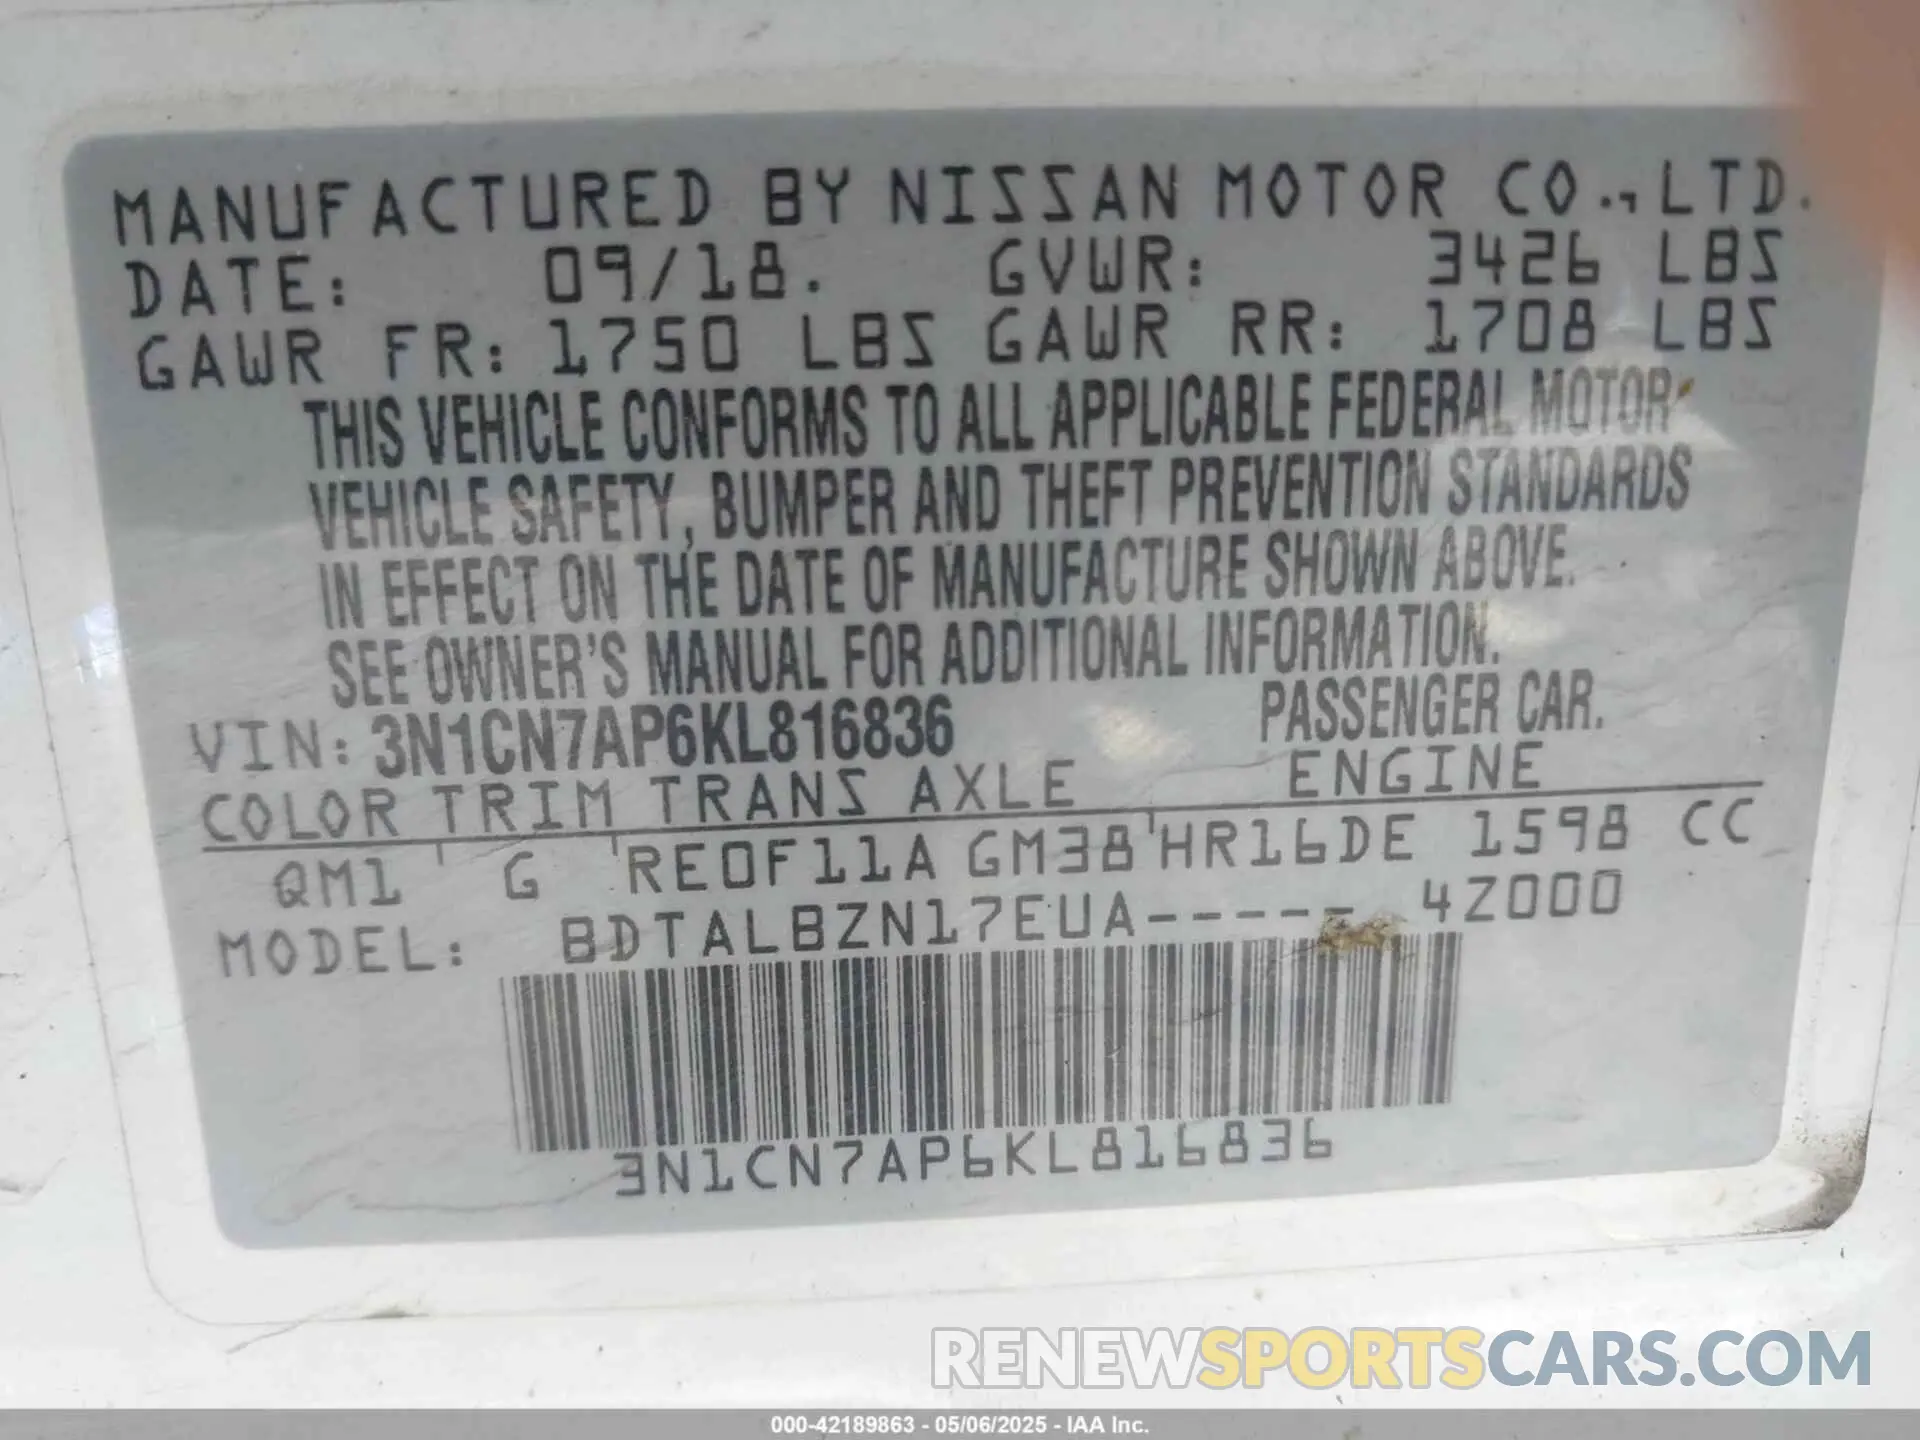 MANUFACTURED BY NISSAN MOTOR CO., LTD.
DATE: 09/18. GVWR: 3426 LBS
GAWR FR: 1750 LBS GAWR RR: 1708 LBS
THIS VEHICLE CONFORMS TO ALL APPLICABLE FEDERAL MOTOR
VEHICLE SAFETY, BUMPER AND THEFT PREVENTION STANDARDS
IN EFFECT ON THE DATE OF MANUFACTURE SHOWN ABOVE.
SEE OWNER'S MANUAL FOR ADDITIONAL INFORMATION.
VIN: 3N1CN7AP6KL816836 PASSENGER CAR.
COLOR TRIM TRANS AXLE ENGINE
QM1 G RE0F11A GM38 HR16DE 1598 CC
MODEL: BDTALBZN17EUA----- 4Z000
3N1CN7AP6KL816836
RENEWSPORTSCARS.COM
000-42189863 - 05/06/2025 - IAA Inc.